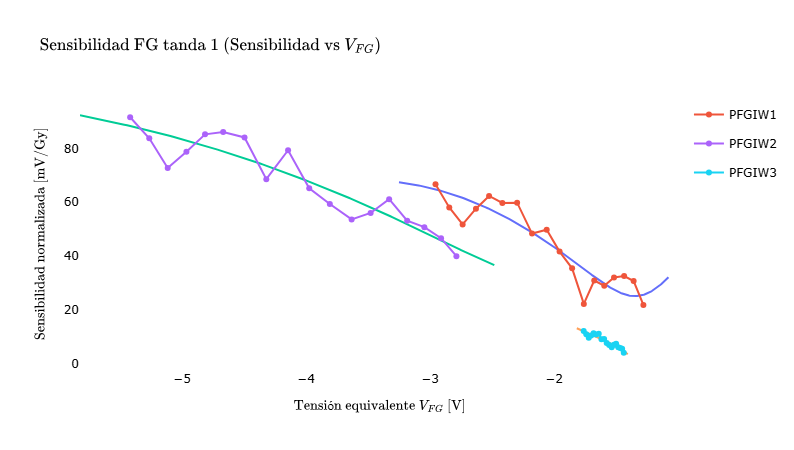 Sensibilidad FG tanda 1 (Sensibilidad vs V_{FG})
PFGIW1
PFGIW2
PFGIW3
Sensibilidad normalizada [mV/Gy]
80
60
40
20
0
−5 −4 −3 −2
Tensión equivalente V_{FG} [V]